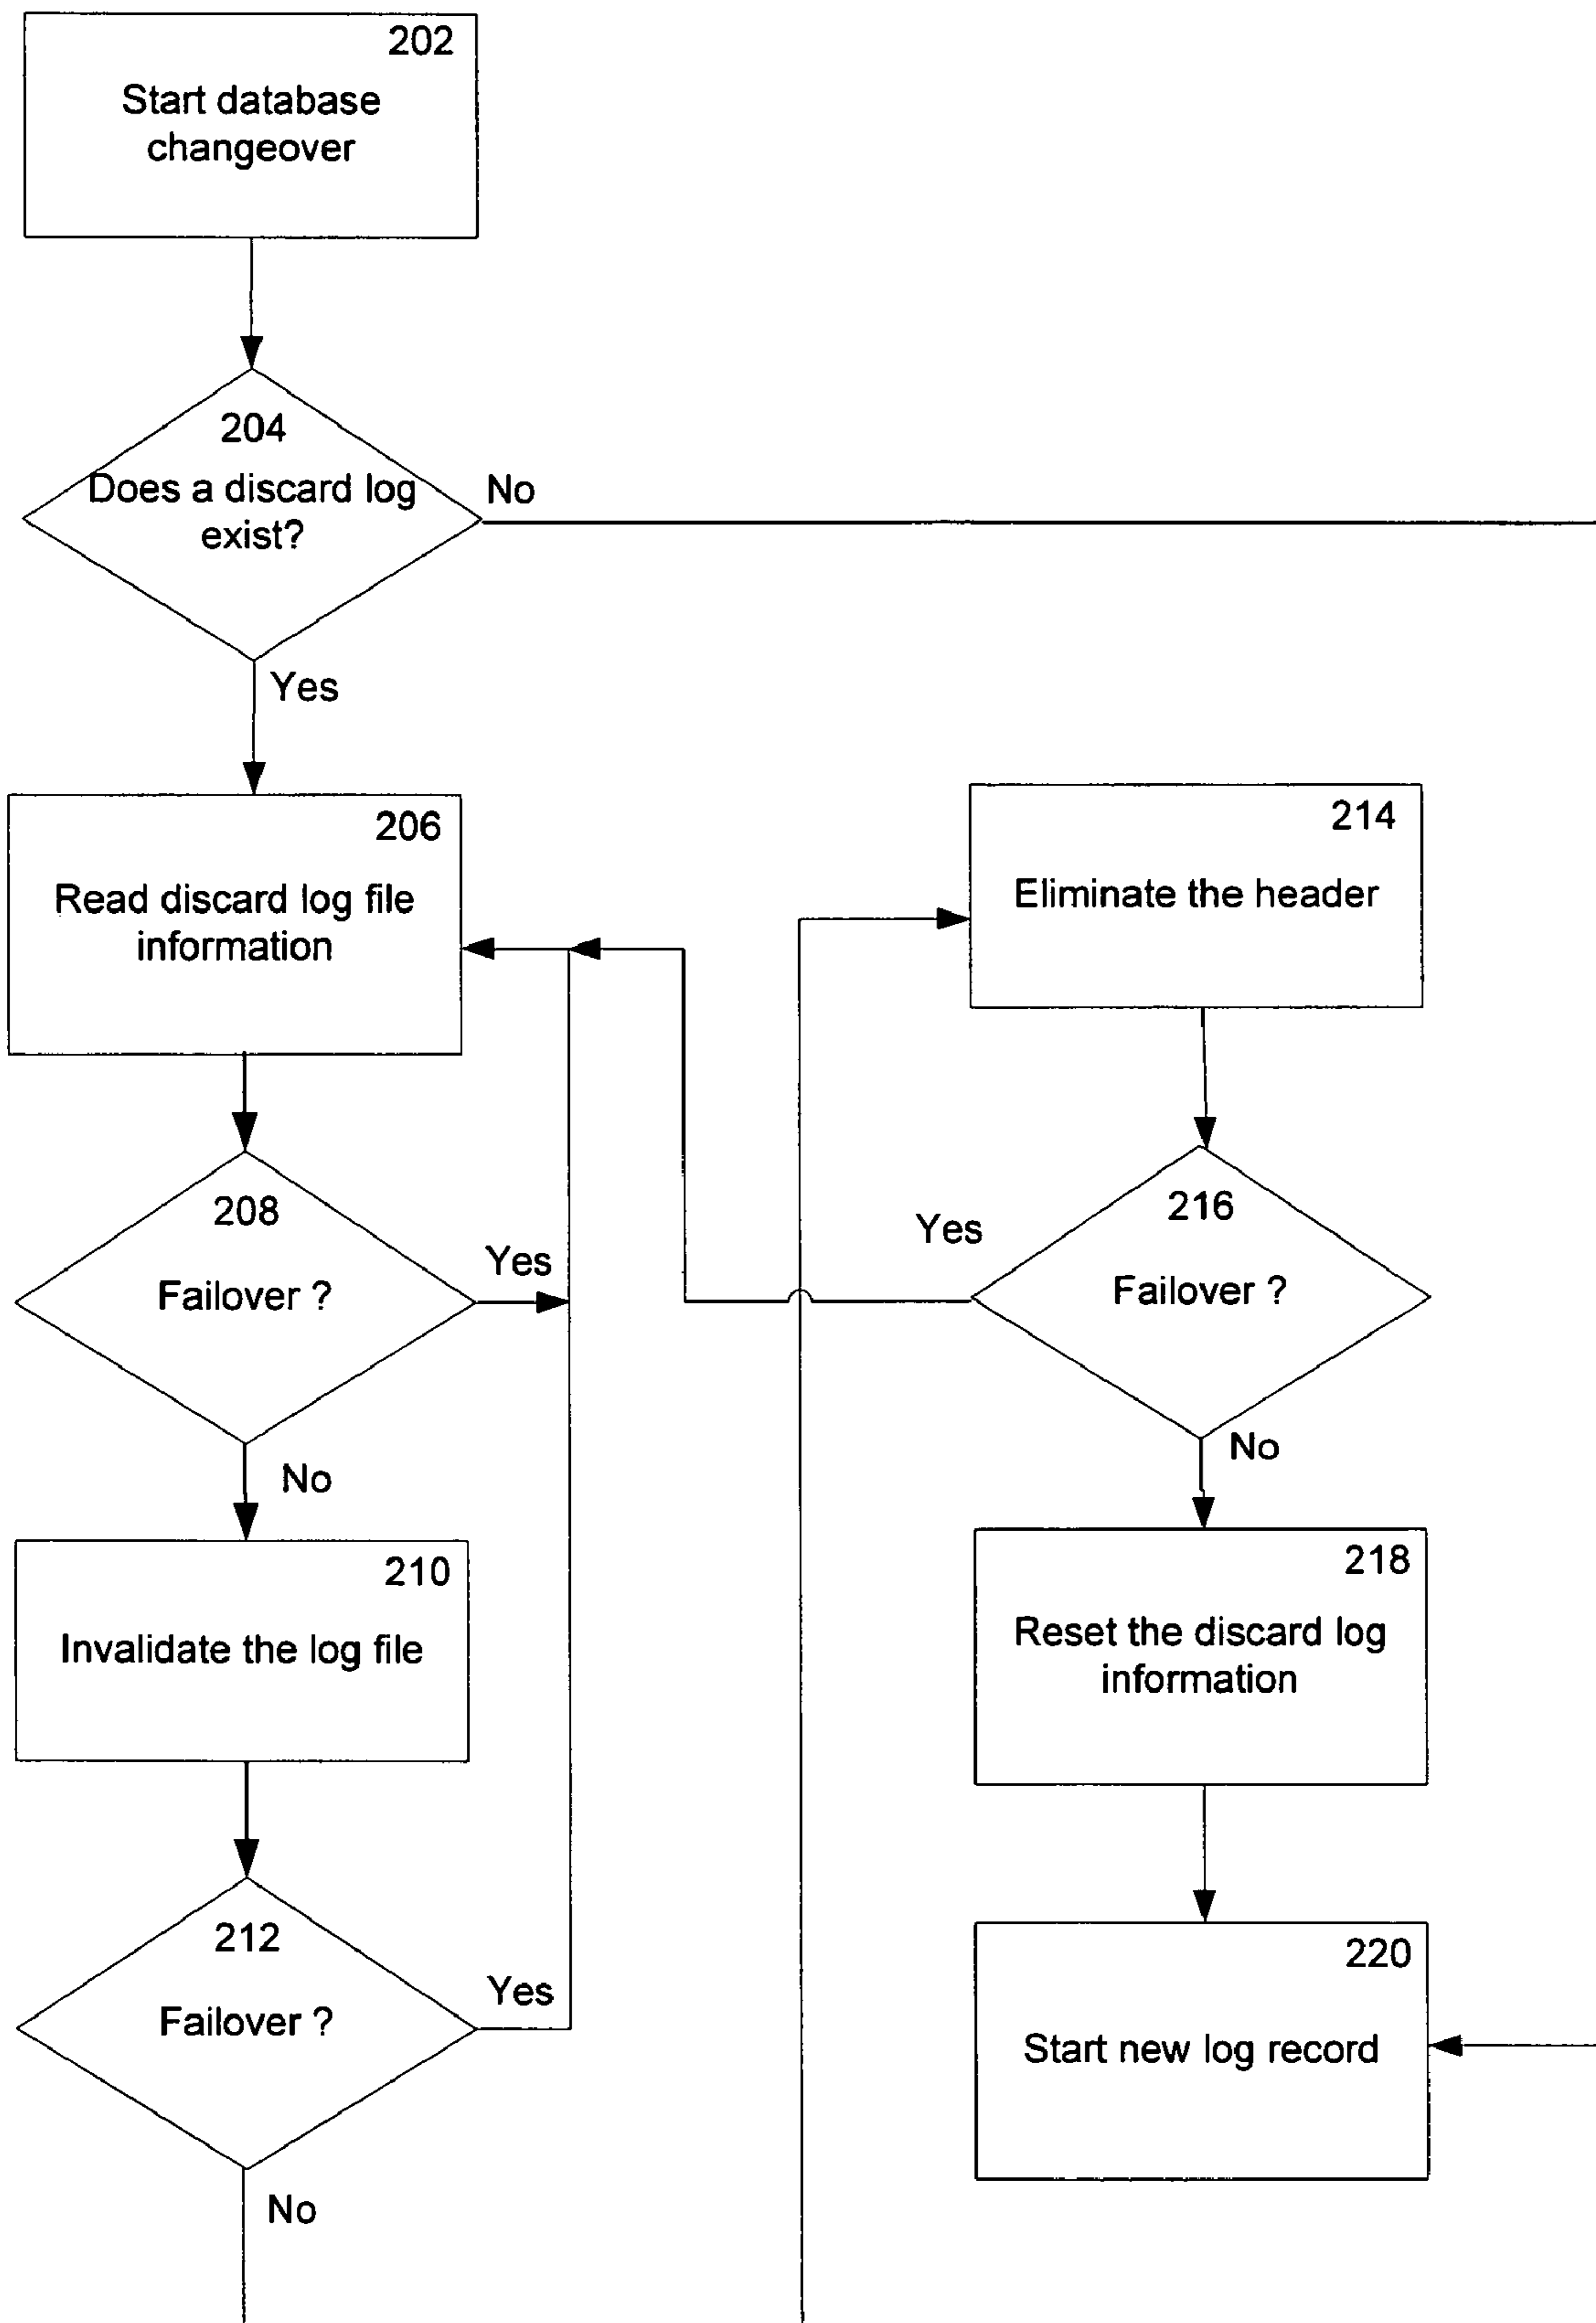 202
Start database
changeover
204
Does a discard log
exist?
No
Yes
206
Read discard log file
information
208
Failover ?
Yes
No
210
Invalidate the log file
212
Failover ?
Yes
No
214
Eliminate the header
216
Failover ?
Yes
No
218
Reset the discard log
information
220
Start new log record